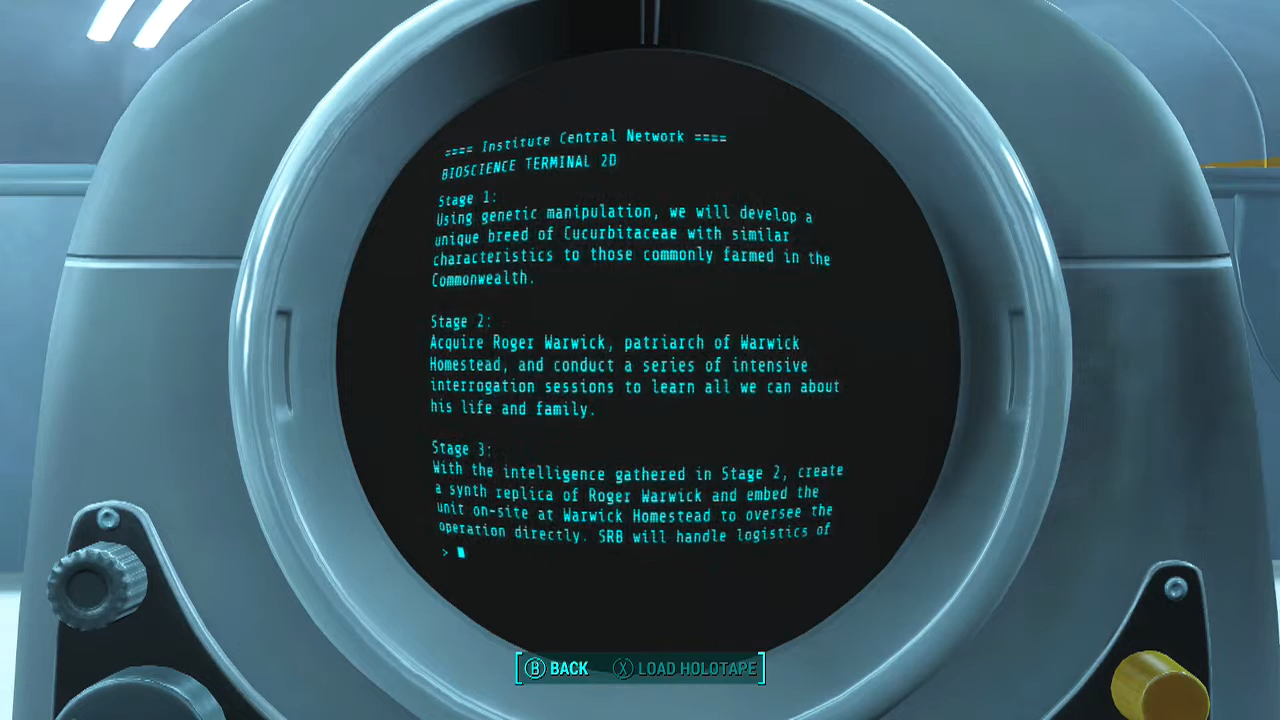 ==== Institute Central Network ====
BIOSCIENCE TERMINAL 2D
Stage 1:
Using genetic manipulation, we will develop a
unique breed of Cucurbitaceae with similar
characteristics to those commonly farmed in the
Commonwealth.
Stage 2:
Acquire Roger Warwick, patriarch of Warwick
Homestead, and conduct a series of intensive
interrogation sessions to learn all we can about
his life and family.
Stage 3:
With the intelligence gathered in Stage 2, create
a synth replica of Roger Warwick and embed the
unit on-site at Warwick Homestead to oversee the
operation directly. SRB will handle logistics of
>
(B) BACK (X) LOAD HOLOTAPE